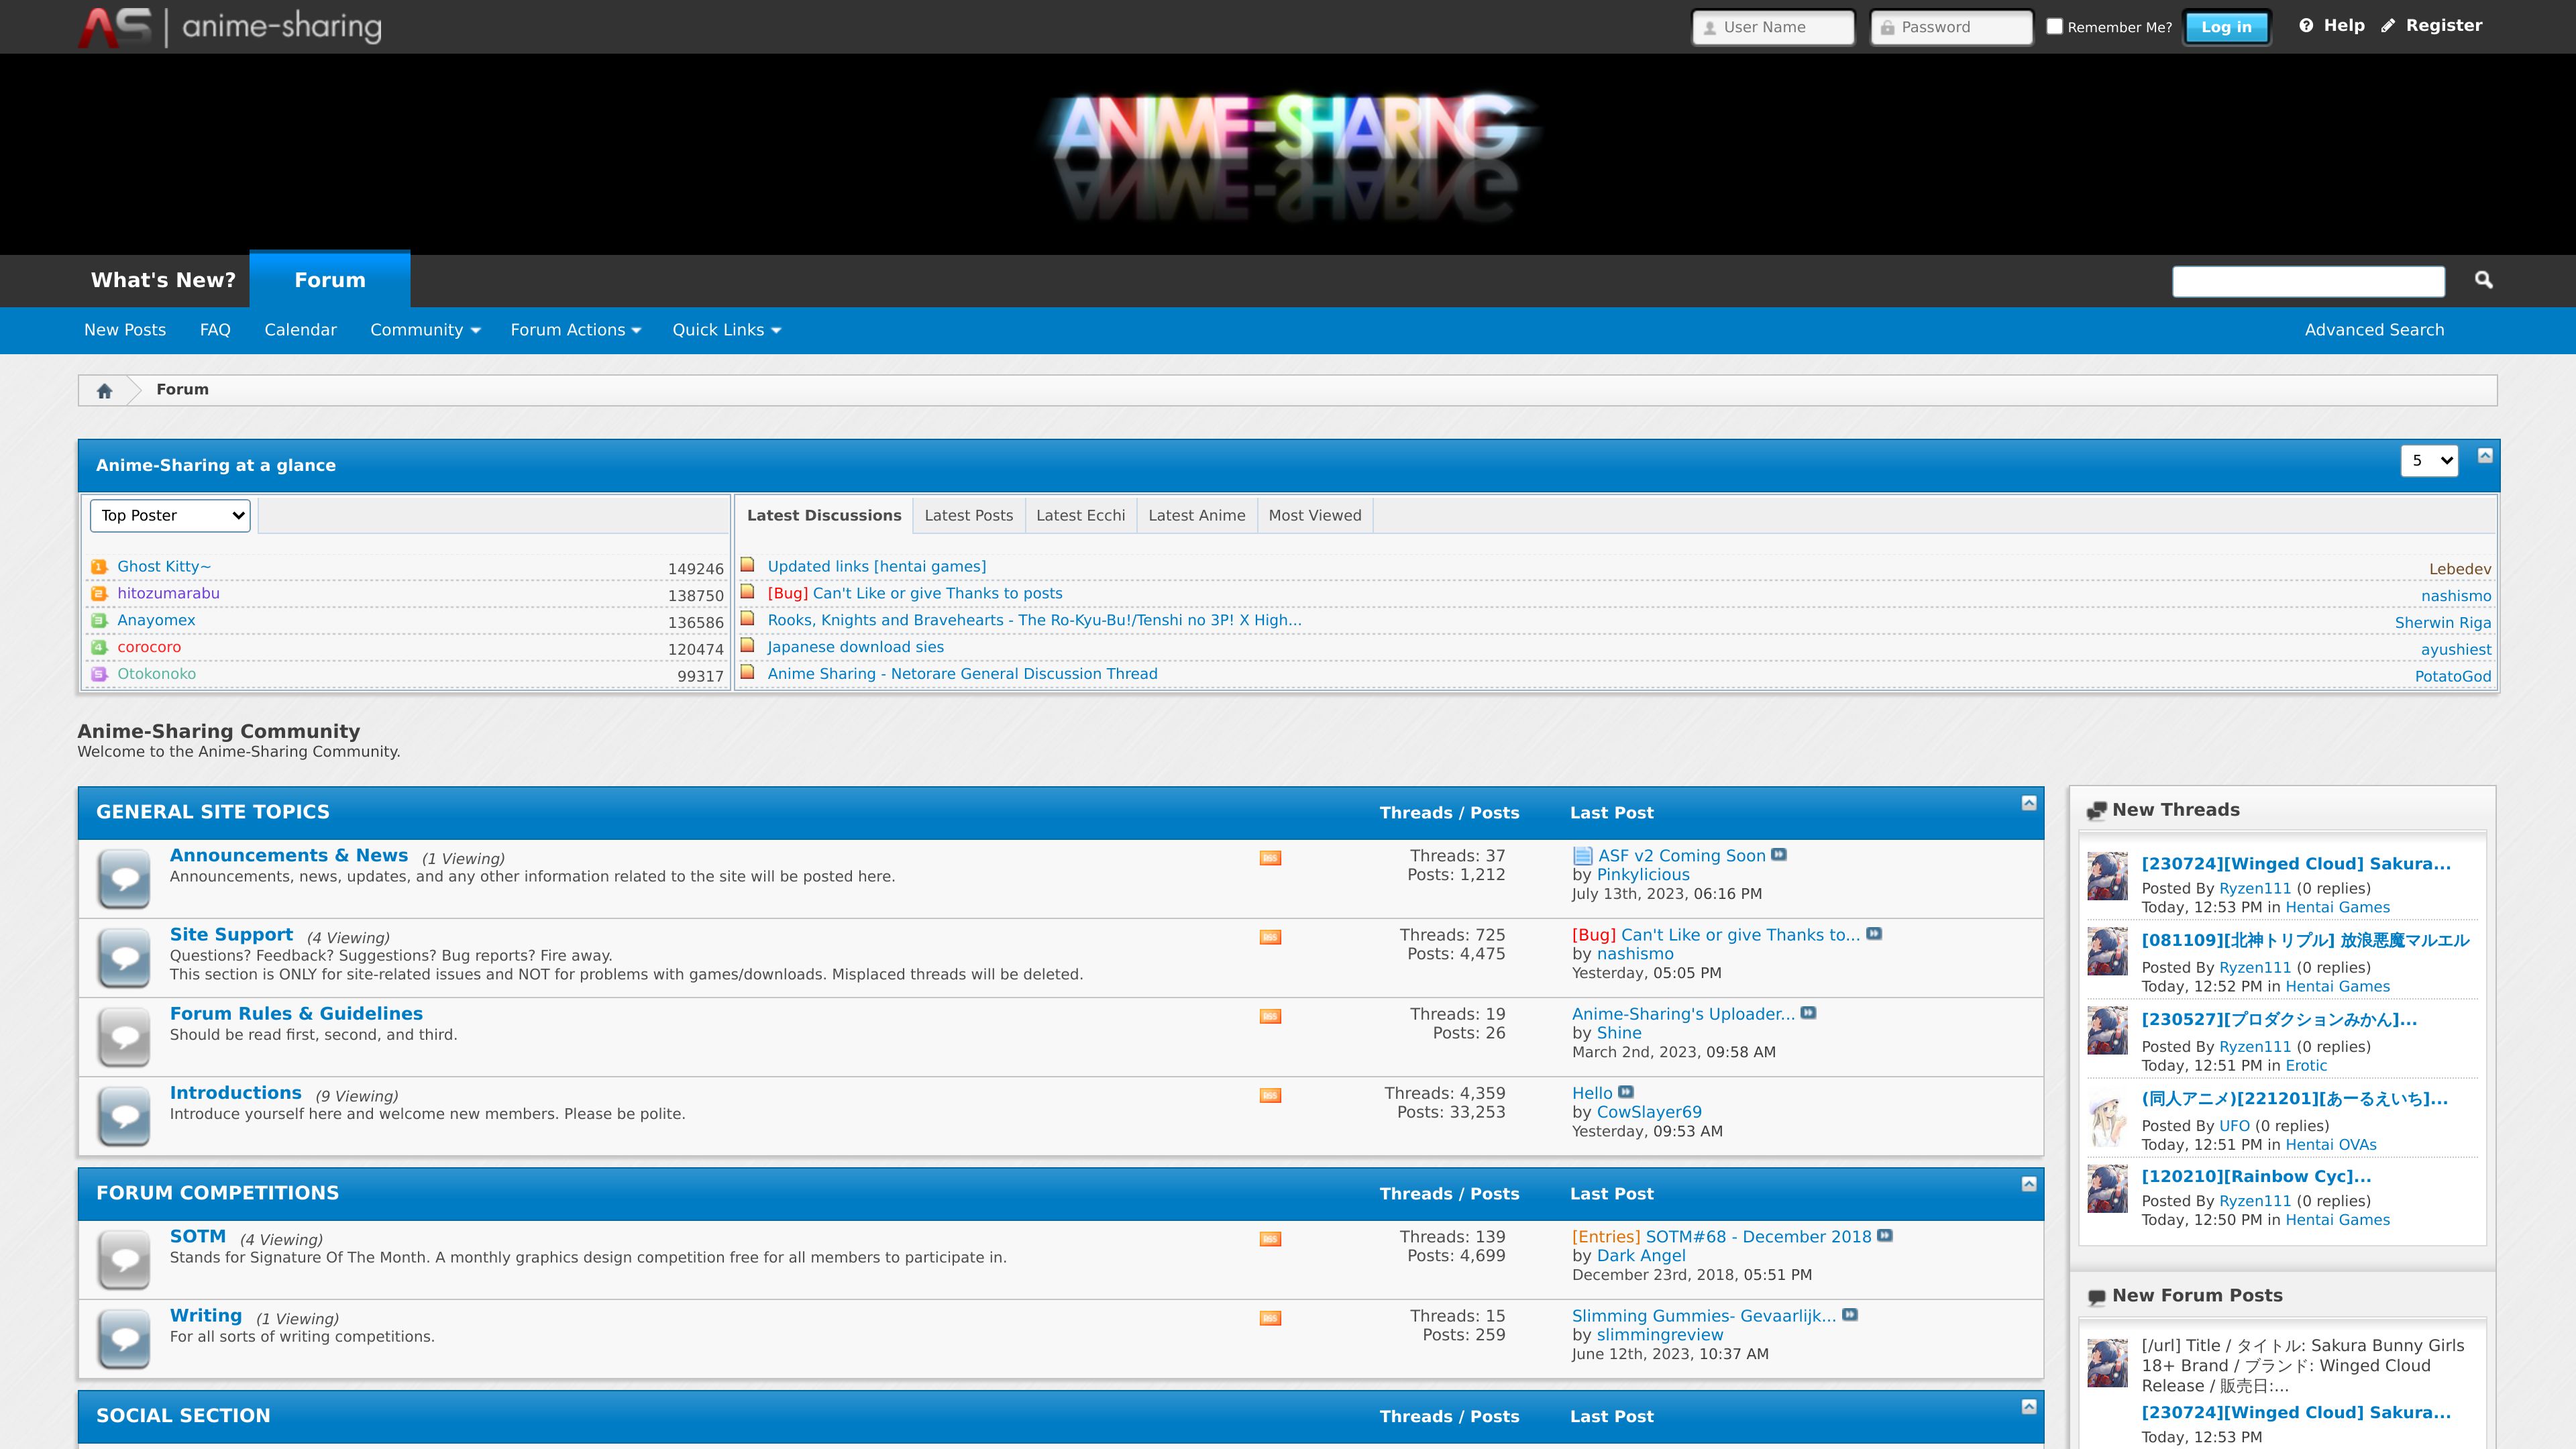 AS | anime-sharing
User Name
Password
Remember Me?
Log in
Help
Register
ANIME-SHARING
What's New?
Forum
New Posts
FAQ
Calendar
Community
Forum Actions
Quick Links
Advanced Search
Forum
Anime-Sharing at a glance
5
Top Poster
1 Ghost Kitty~ 149246
2 hitozumarabu 138750
3 Anayomex 136586
4 corocoro 120474
5 Otokonoko 99317
Latest Discussions
Latest Posts
Latest Ecchi
Latest Anime
Most Viewed
Updated links [hentai games] Lebedev
[Bug] Can't Like or give Thanks to posts nashismo
Rooks, Knights and Bravehearts - The Ro-Kyu-Bu!/Tenshi no 3P! X High... Sherwin Riga
Japanese download sies ayushiest
Anime Sharing - Netorare General Discussion Thread PotatoGod
Anime-Sharing Community
Welcome to the Anime-Sharing Community.
GENERAL SITE TOPICS Threads / Posts Last Post
Announcements & News (1 Viewing)
Announcements, news, updates, and any other information related to the site will be posted here.
RSS
Threads: 37
Posts: 1,212
ASF v2 Coming Soon
by Pinkylicious
July 13th, 2023, 06:16 PM
Site Support (4 Viewing)
Questions? Feedback? Suggestions? Bug reports? Fire away.
This section is ONLY for site-related issues and NOT for problems with games/downloads. Misplaced threads will be deleted.
RSS
Threads: 725
Posts: 4,475
[Bug] Can't Like or give Thanks to...
by nashismo
Yesterday, 05:05 PM
Forum Rules & Guidelines
Should be read first, second, and third.
RSS
Threads: 19
Posts: 26
Anime-Sharing's Uploader...
by Shine
March 2nd, 2023, 09:58 AM
Introductions (9 Viewing)
Introduce yourself here and welcome new members. Please be polite.
RSS
Threads: 4,359
Posts: 33,253
Hello
by CowSlayer69
Yesterday, 09:53 AM
FORUM COMPETITIONS Threads / Posts Last Post
SOTM (4 Viewing)
Stands for Signature Of The Month. A monthly graphics design competition free for all members to participate in.
RSS
Threads: 139
Posts: 4,699
[Entries] SOTM#68 - December 2018
by Dark Angel
December 23rd, 2018, 05:51 PM
Writing (1 Viewing)
For all sorts of writing competitions.
RSS
Threads: 15
Posts: 259
Slimming Gummies- Gevaarlijk...
by slimmingreview
June 12th, 2023, 10:37 AM
SOCIAL SECTION Threads / Posts Last Post
New Threads
[230724][Winged Cloud] Sakura...
Posted By Ryzen111 (0 replies)
Today, 12:53 PM in Hentai Games
[081109][北神トリプル] 放浪悪魔マルエル
Posted By Ryzen111 (0 replies)
Today, 12:52 PM in Hentai Games
[230527][プロダクションみかん]...
Posted By Ryzen111 (0 replies)
Today, 12:51 PM in Erotic
(同人アニメ)[221201][あーるえいち]...
Posted By UFO (0 replies)
Today, 12:51 PM in Hentai OVAs
[120210][Rainbow Cyc]...
Posted By Ryzen111 (0 replies)
Today, 12:50 PM in Hentai Games
New Forum Posts
[/url] Title / タイトル: Sakura Bunny Girls
18+ Brand / ブランド: Winged Cloud
Release / 販売日:...
[230724][Winged Cloud] Sakura...
Today, 12:53 PM